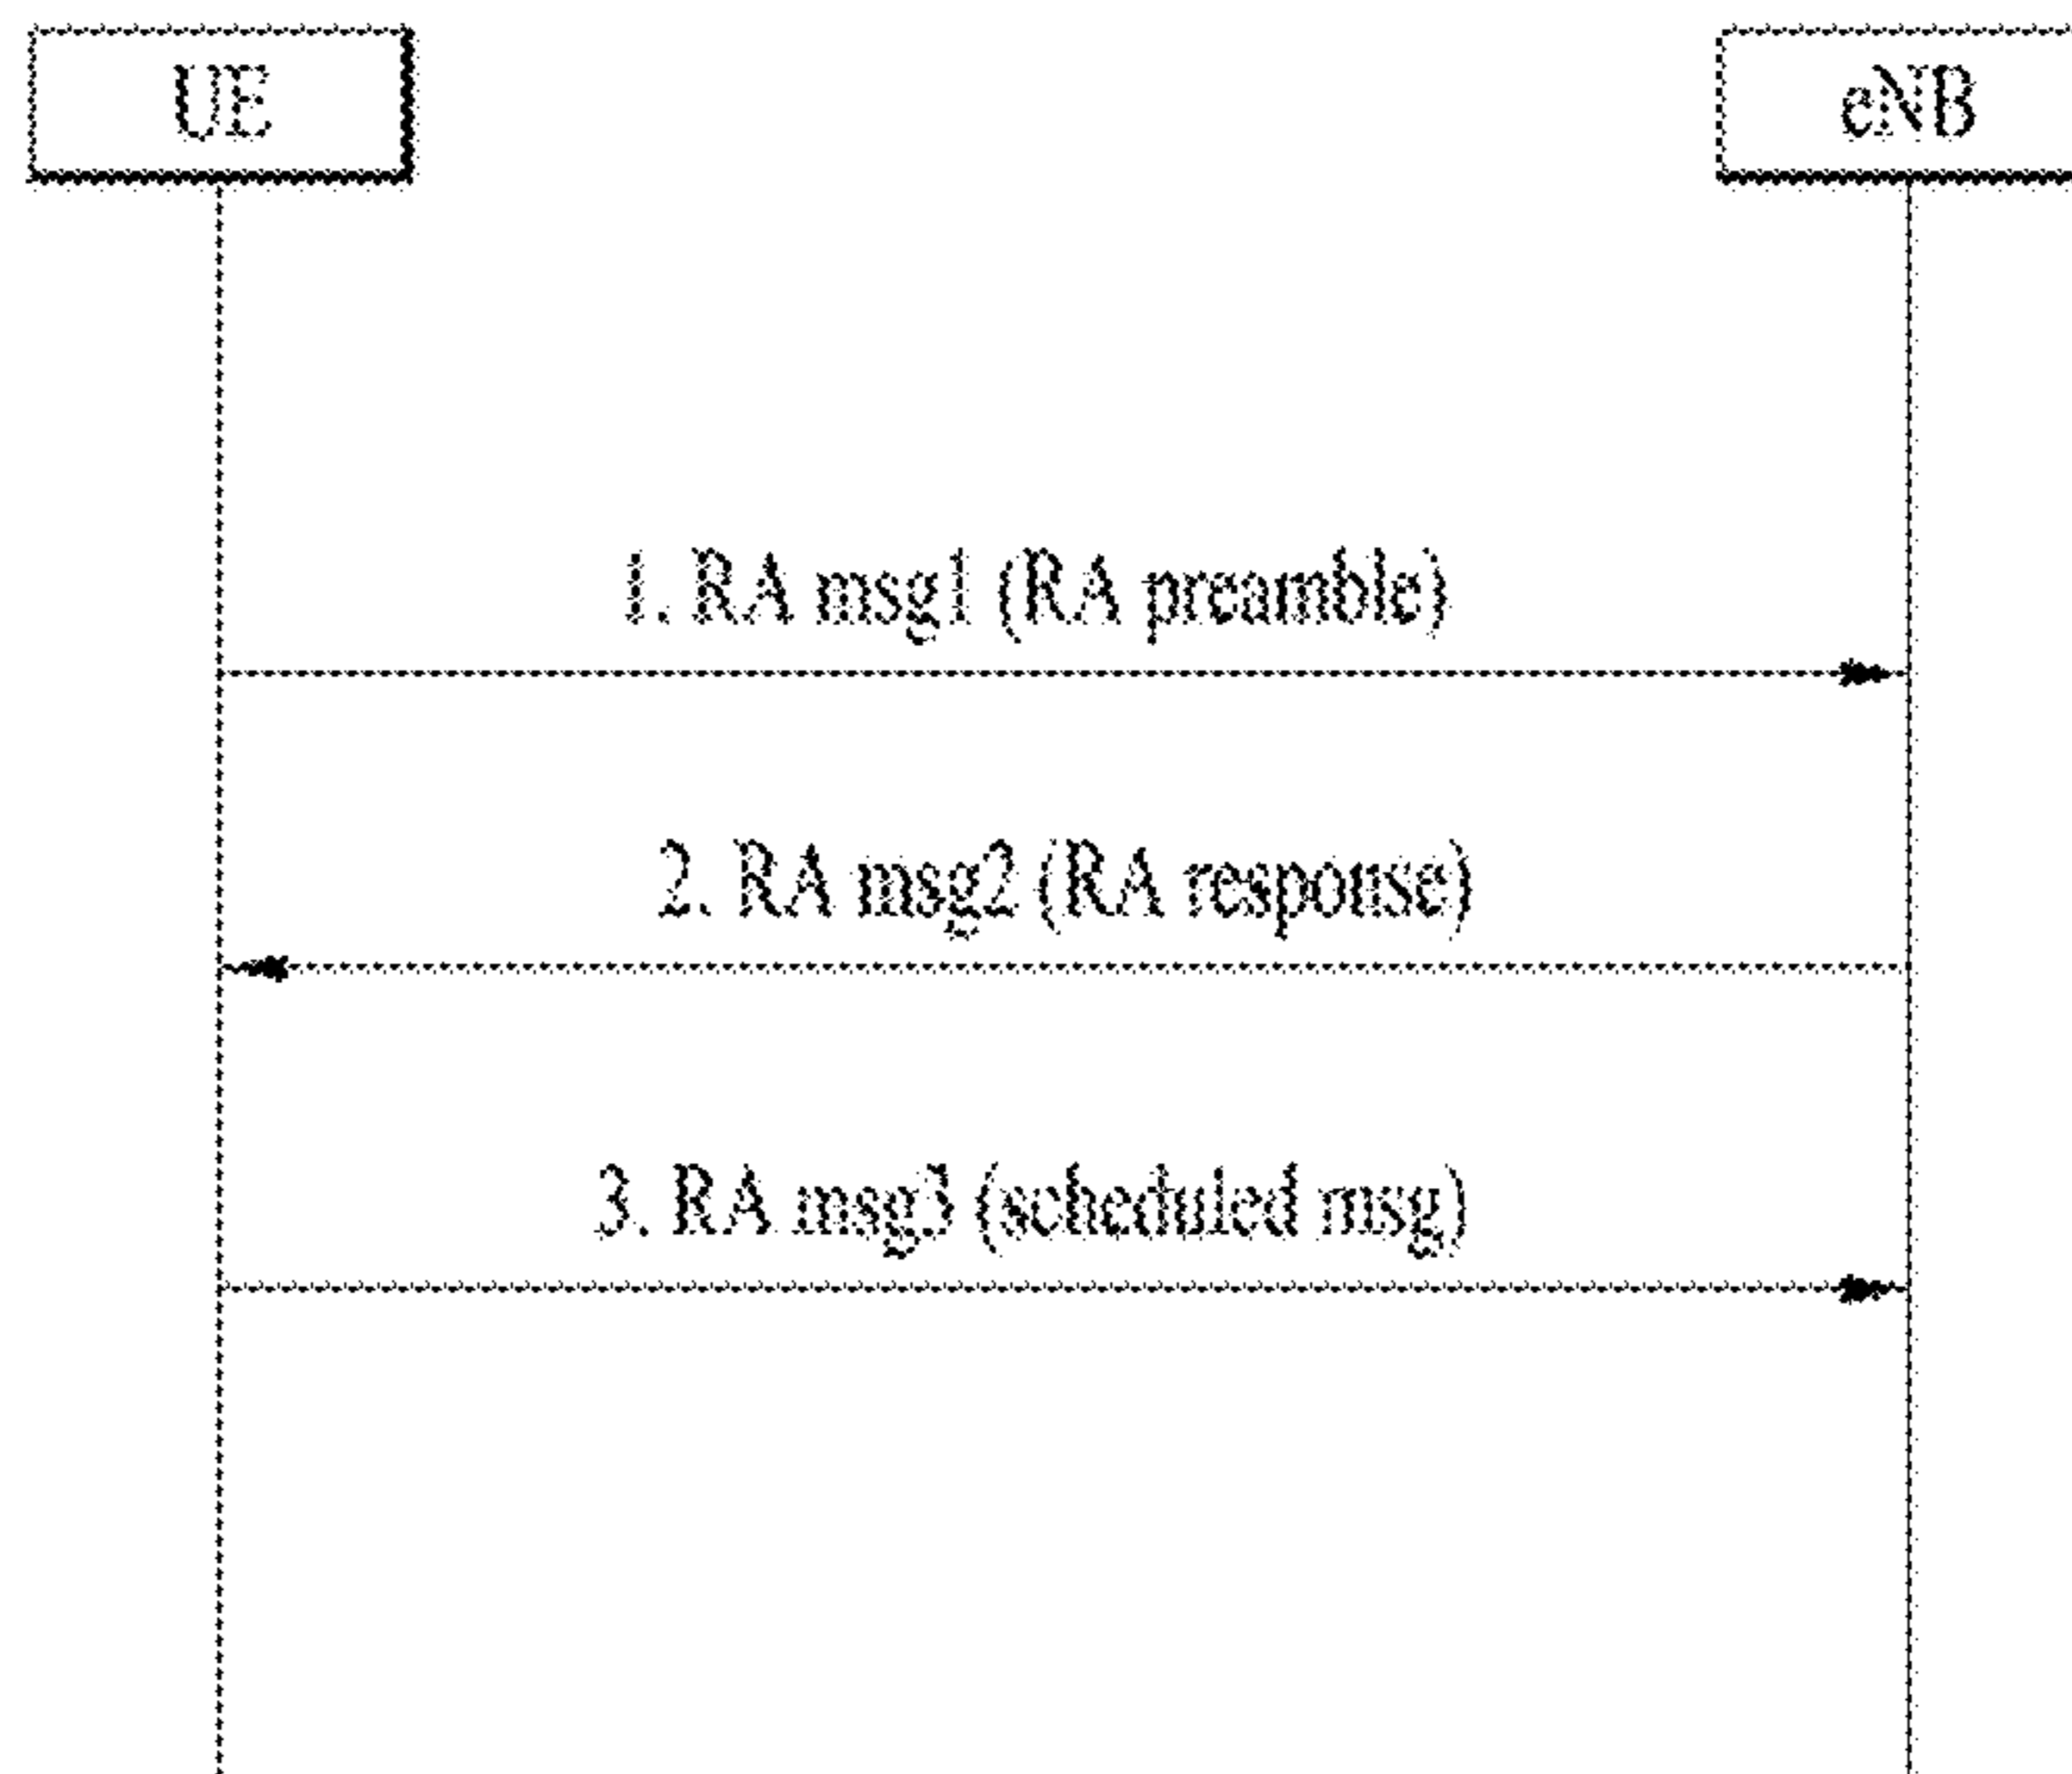 UE
eNB
1. RA msg1 (RA preamble)
2. RA msg2 (RA response)
3. RA msg3 (scheduled msg)